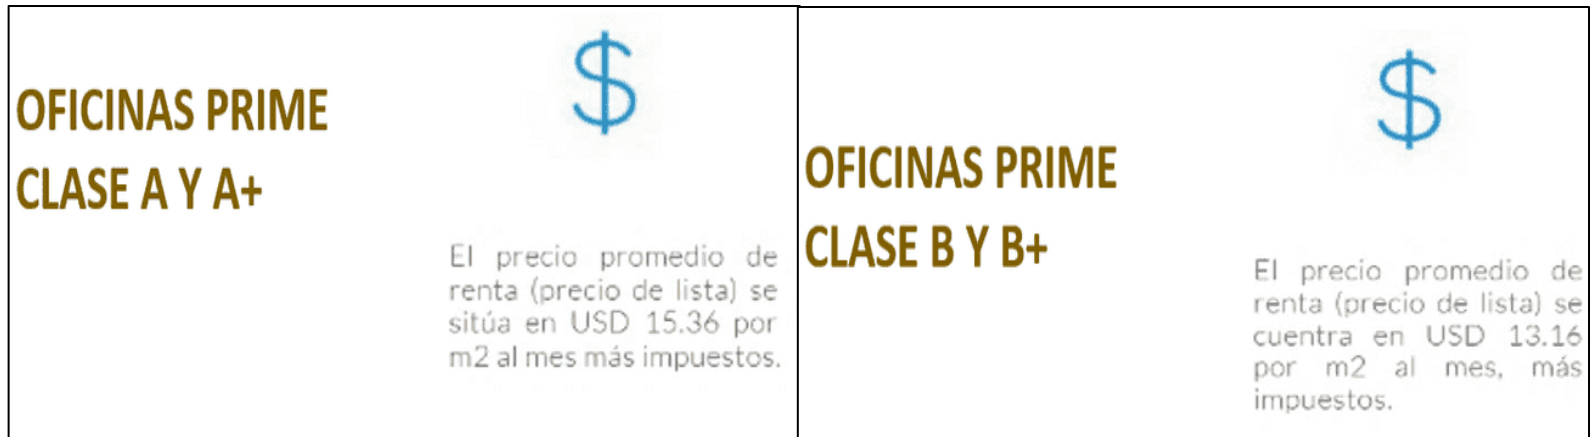 $
OFICINAS PRIME
CLASE A Y A+
El precio promedio de
renta (precio de lista) se
sitúa en USD 15.36 por
m2 al mes más impuestos.
$
OFICINAS PRIME
CLASE B Y B+
El precio promedio de
renta (precio de lista) se
cuentra en USD 13.16
por m2 al mes, más
impuestos.